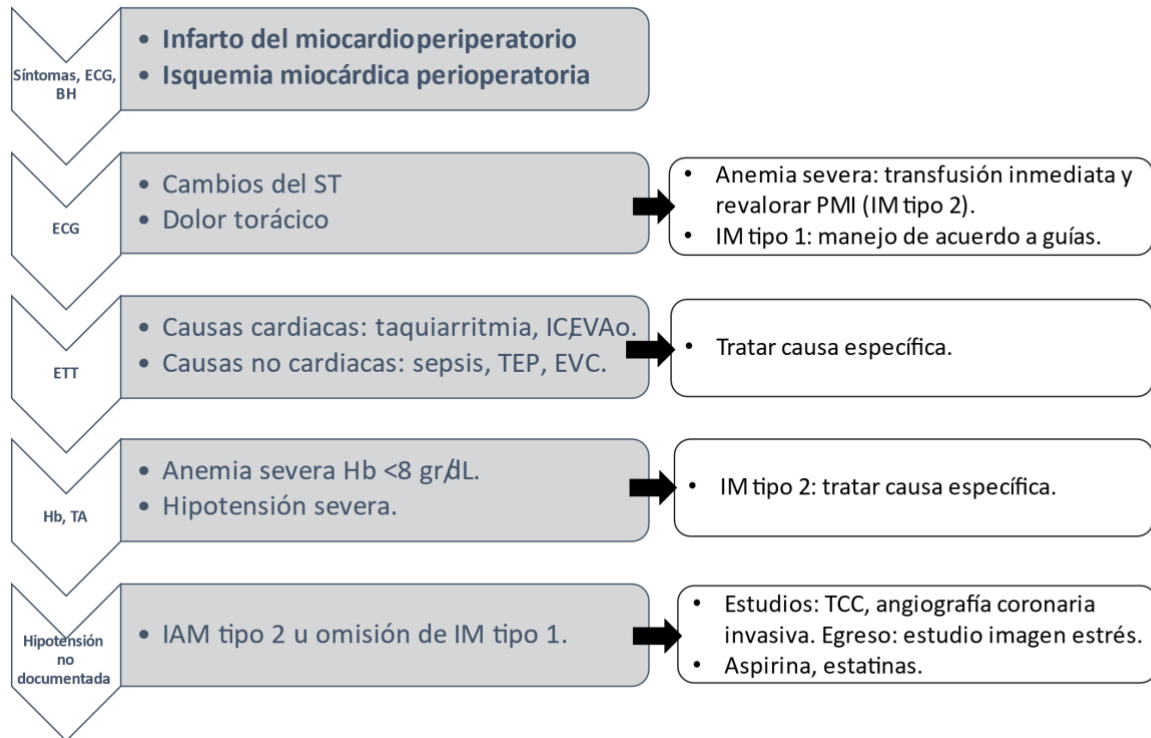 Síntomas, ECG,
BH
• Infarto del miocardio periperatorio
• Isquemia miocárdica perioperatoria
ECG
• Cambios del ST
• Dolor torácico
• Anemia severa: transfusión inmediata y
revalorar PMI (IM tipo 2).
• IM tipo 1: manejo de acuerdo a guías.
ETT
• Causas cardiacas: taquiarritmia, IC,EVAo.
• Causas no cardiacas: sepsis, TEP, EVC.
• Tratar causa específica.
Hb, TA
• Anemia severa Hb <8 gr/dL.
• Hipotensión severa.
• IM tipo 2: tratar causa específica.
Hipotensión
no
documentada
• IAM tipo 2 u omisión de IM tipo 1.
• Estudios: TCC, angiografía coronaria
invasiva. Egreso: estudio imagen estrés.
• Aspirina, estatinas.